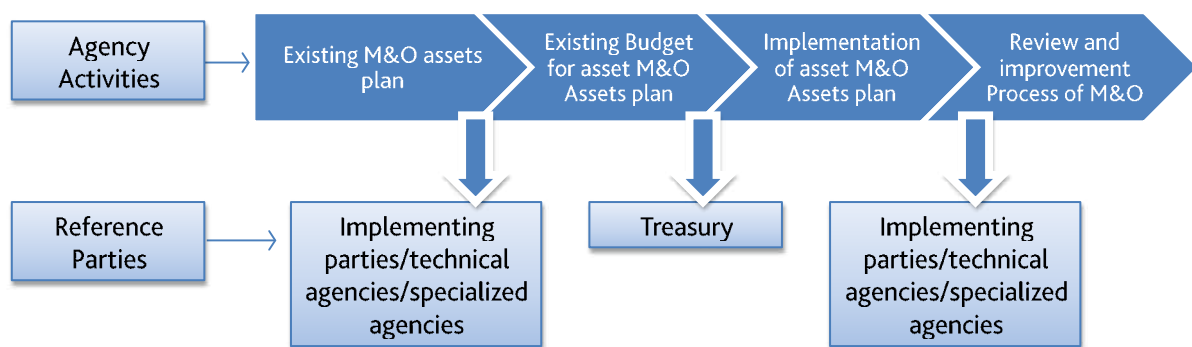 Agency
Activities
Existing M&O assets
plan
Existing Budget
for asset M&O
Assets plan
Implementation
of asset M&O
Assets plan
Review and
improvement
Process of M&O
Reference
Parties
Implementing
parties/technical
agencies/specialized
agencies
Treasury
Implementing
parties/technical
agencies/specialized
agencies